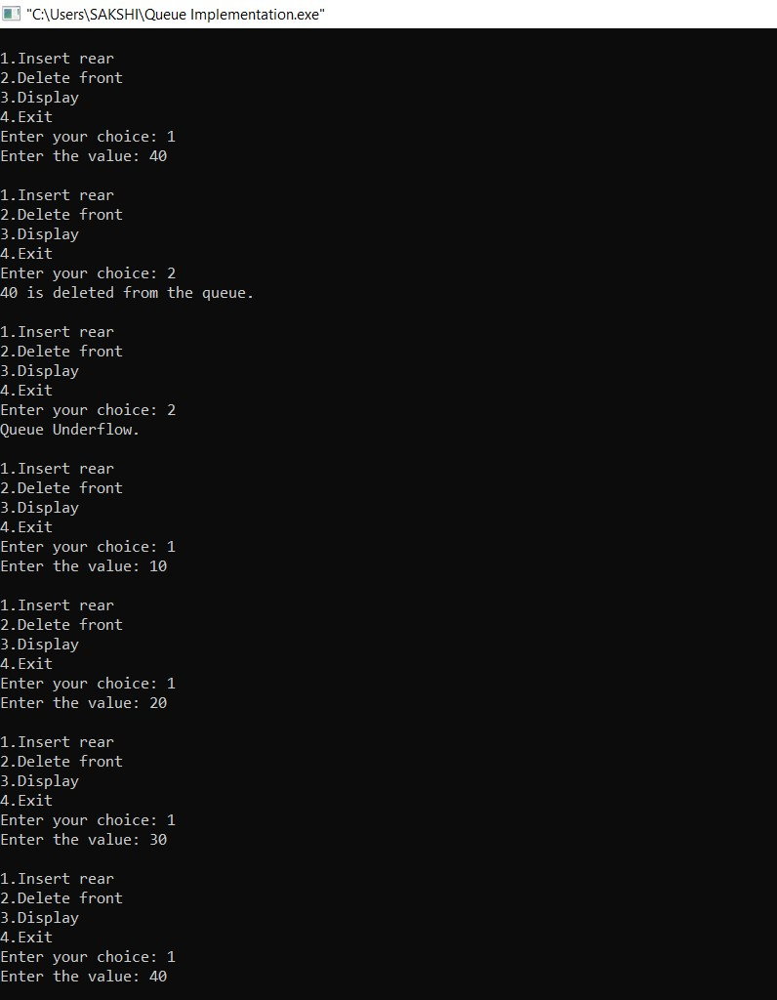 "C:\Users\SAKSHI\Queue Implementation.exe"
1.Insert rear
2.Delete front
3.Display
4.Exit
Enter your choice: 1
Enter the value: 40
1.Insert rear
2.Delete front
3.Display
4.Exit
Enter your choice: 2
40 is deleted from the queue.
1.Insert rear
2.Delete front
3.Display
4.Exit
Enter your choice: 2
Queue Underflow.
1.Insert rear
2.Delete front
3.Display
4.Exit
Enter your choice: 1
Enter the value: 10
1.Insert rear
2.Delete front
3.Display
4.Exit
Enter your choice: 1
Enter the value: 20
1.Insert rear
2.Delete front
3.Display
4.Exit
Enter your choice: 1
Enter the value: 30
1.Insert rear
2.Delete front
3.Display
4.Exit
Enter your choice: 1
Enter the value: 40